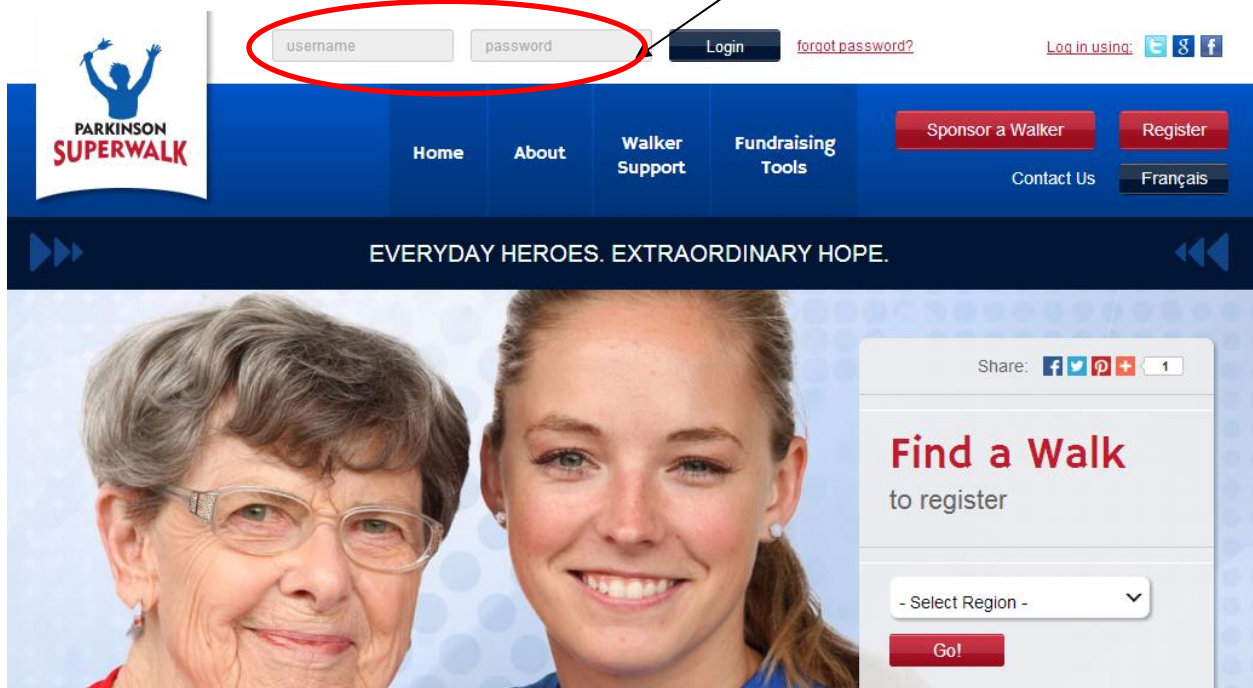 username password Login forgot password? Log in using:
PARKINSON
SUPERWALK
Home About Walker Support Fundraising Tools
Sponsor a Walker Register
Contact Us Français
EVERYDAY HEROES. EXTRAORDINARY HOPE.
Share: 1
Find a Walk
to register
- Select Region -
Go!